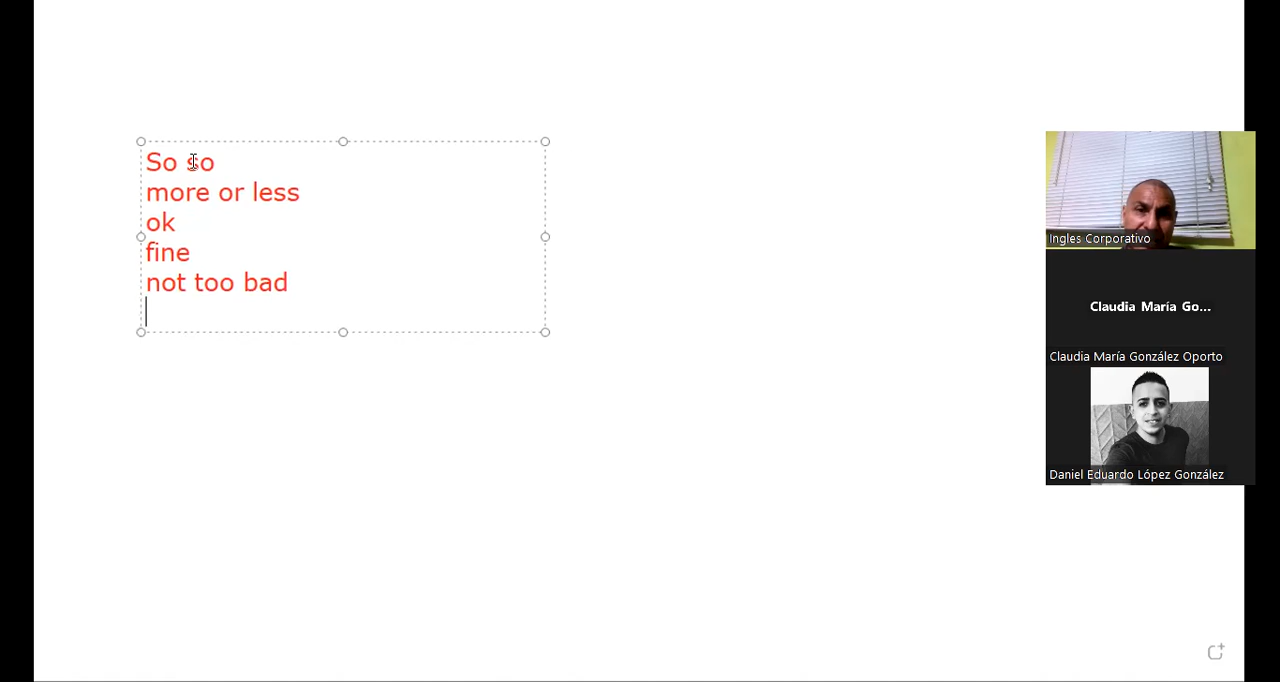 So so
more or less
ok
fine
not too bad
Ingles Corporativo
Claudia María Go...
Claudia María González Oporto
Daniel Eduardo López González